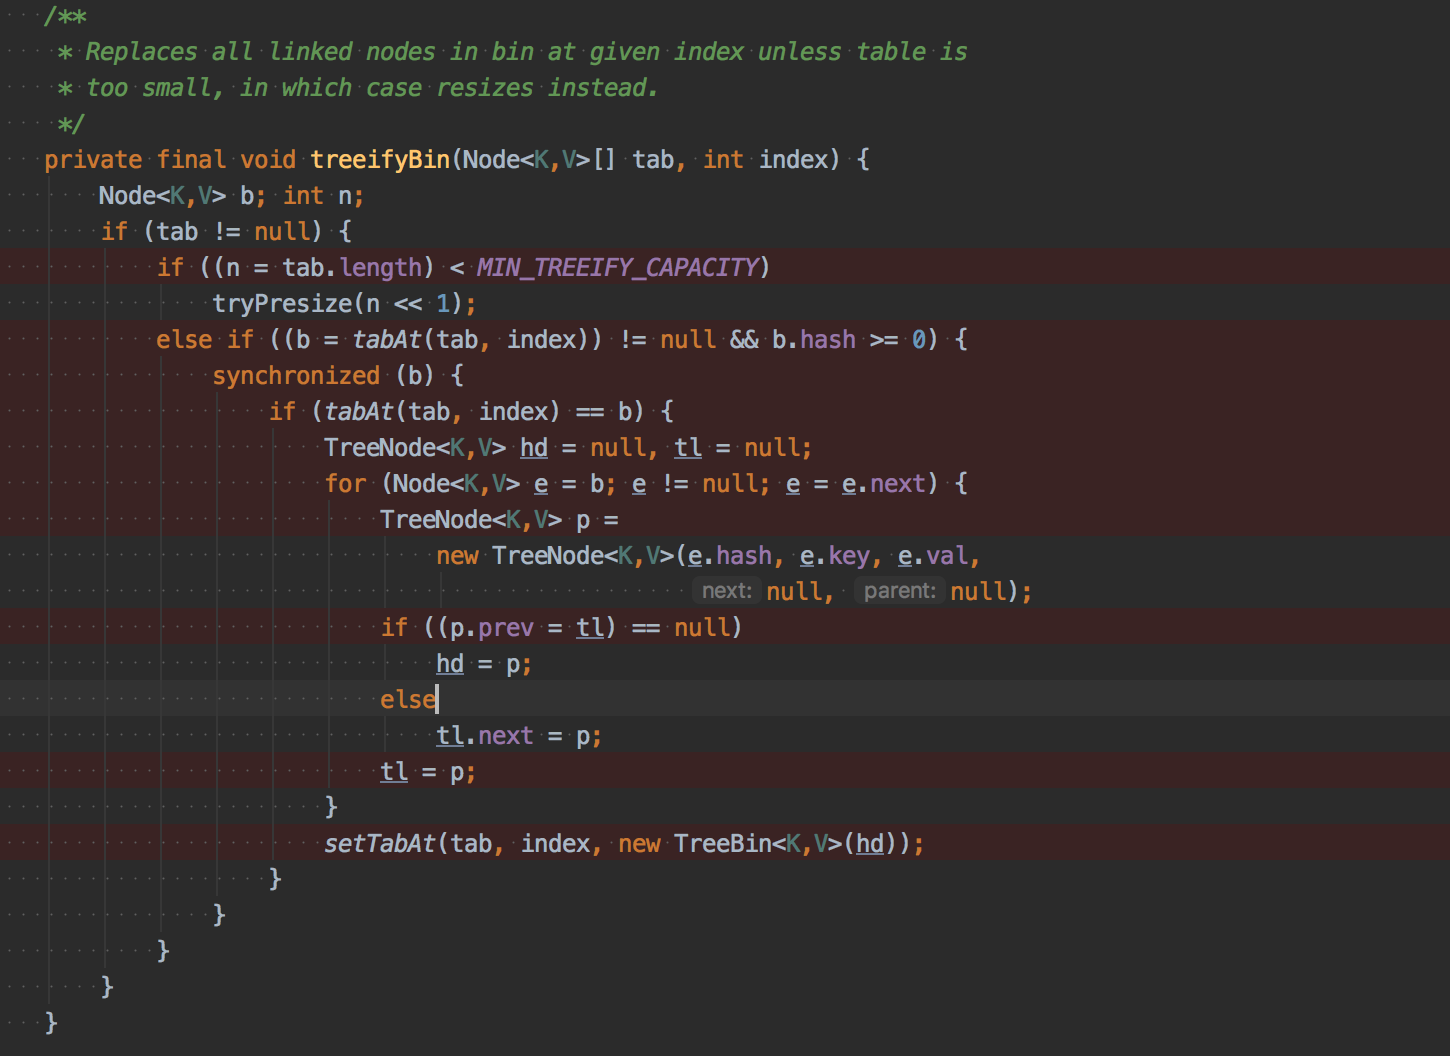 /**
* Replaces all linked nodes in bin at given index unless table is
* too small, in which case resizes instead.
*/
private final void treeifyBin(Node<K,V>[] tab, int index) {
Node<K,V> b; int n;
if (tab != null) {
if ((n = tab.length) < MIN_TREEIFY_CAPACITY)
tryPresize(n << 1);
else if ((b = tabAt(tab, index)) != null && b.hash >= 0) {
synchronized (b) {
if (tabAt(tab, index) == b) {
TreeNode<K,V> hd = null, tl = null;
for (Node<K,V> e = b; e != null; e = e.next) {
TreeNode<K,V> p =
new TreeNode<K,V>(e.hash, e.key, e.val,
next: null, parent: null);
if ((p.prev = tl) == null)
hd = p;
else
tl.next = p;
tl = p;
}
setTabAt(tab, index, new TreeBin<K,V>(hd));
}
}
}
}
}